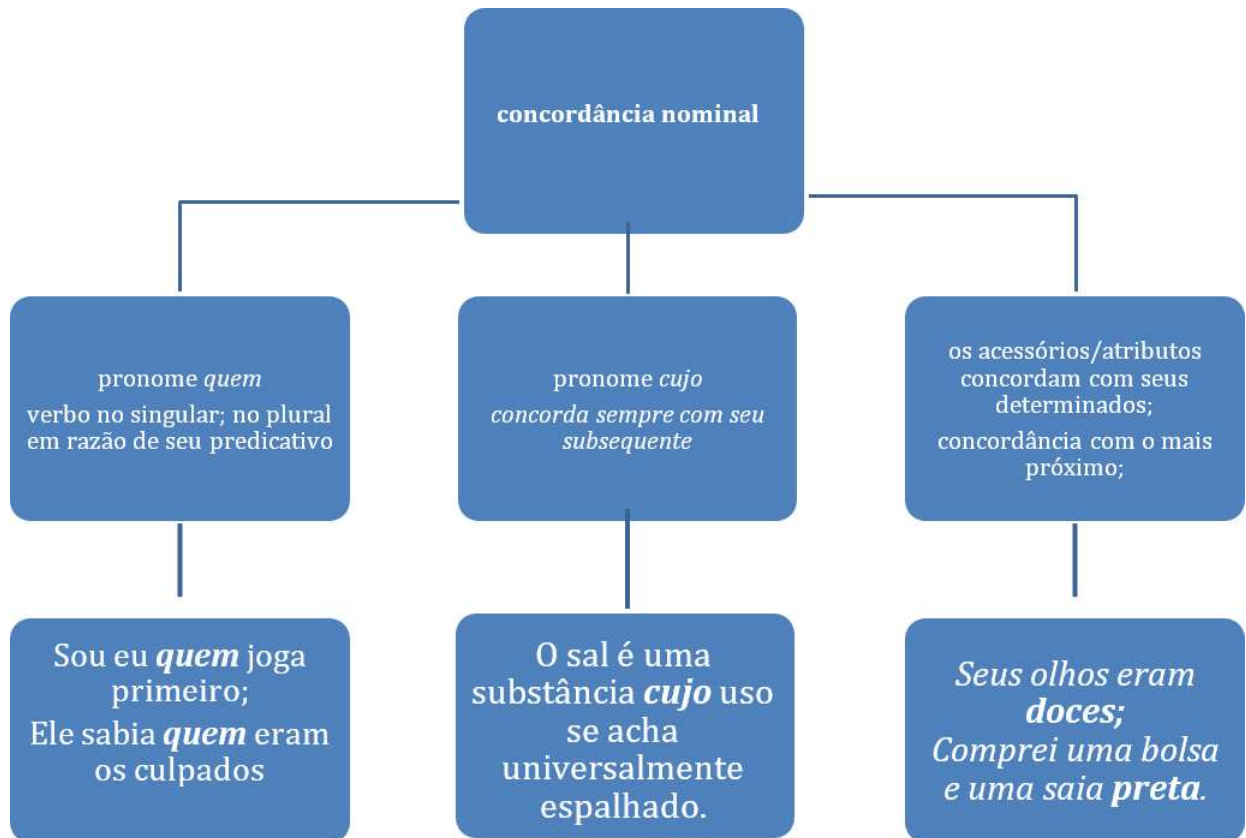 concordância nominal
pronome quem
verbo no singular; no plural
em razão de seu predicativo
pronome cujo
concorda sempre com seu
subsequente
os acessórios/atributos
concordam com seus
determinados;
concordância com o mais
próximo;
Sou eu quem joga
primeiro;
Ele sabia quem eram
os culpados
O sal é uma
substância cujo uso
se acha
universalmente
espalhado.
Seus olhos eram
doces;
Comprei uma bolsa
e uma saia preta.